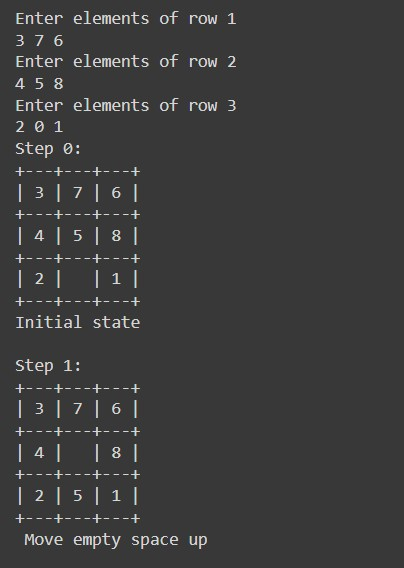 Enter elements of row 1
3 7 6
Enter elements of row 2
4 5 8
Enter elements of row 3
2 0 1
Step 0:
+---+---+---+
| 3 | 7 | 6 |
+---+---+---+
| 4 | 5 | 8 |
+---+---+---+
| 2 |   | 1 |
+---+---+---+
Initial state

Step 1:
+---+---+---+
| 3 | 7 | 6 |
+---+---+---+
| 4 |   | 8 |
+---+---+---+
| 2 | 5 | 1 |
+---+---+---+
 Move empty space up